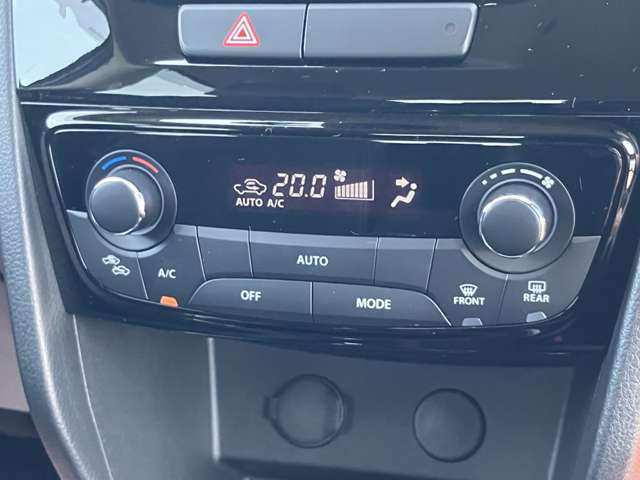 20.0
AUTO A/C
AUTO
A/C
OFF
MODE
FRONT
REAR